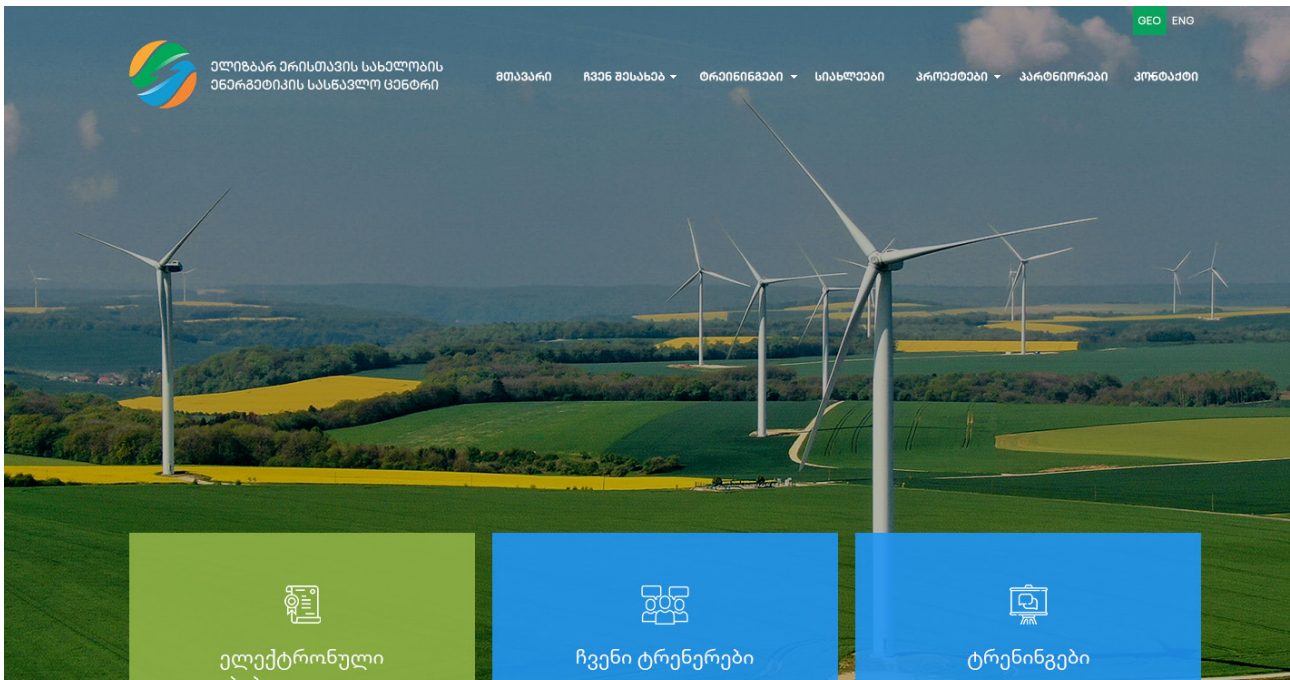 GEO ENG
ელიზბარ ერისთავის სახელობის
ენერგეტიკის სასწავლო ცენტრი
მთავარი ჩვენ შესახებ ტრეინინგები სიახლეები პროექტები პარტნიორები კონტაქტი
ელექტრონული
ჩვენი ტრენერები
ტრენინგები